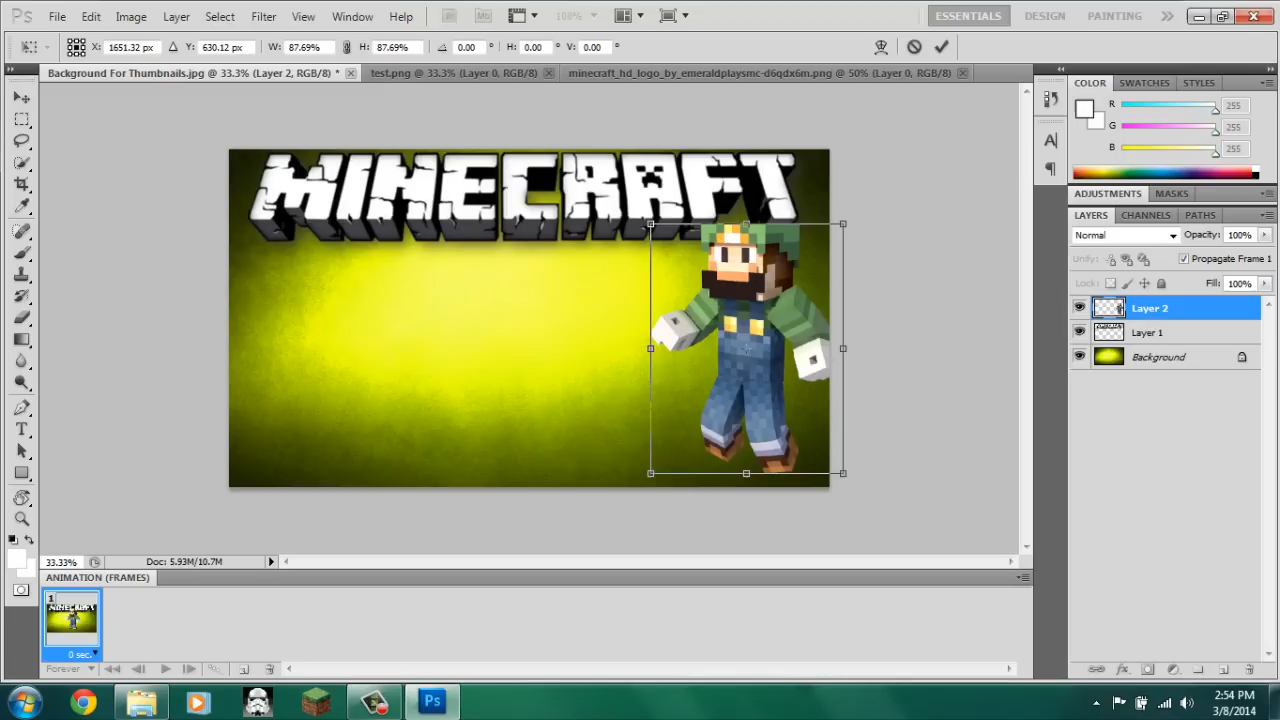 Ps File Edit Image Layer Select Filter View Window Help Br Mb 100% ESSENTIALS DESIGN PAINTING
X: 1651.32 px Y: 630.12 px W: 87.69% H: 87.69% 0.00 ° H: 0.00 ° V: 0.00 °
Background For Thumbnails.jpg @ 33.3% (Layer 2, RGB/8) * test.png @ 33.3% (Layer 0, RGB/8) minecraft_hd_logo_by_emeraldplaysmc-d6qdx6m.png @ 50% (Layer 0, RGB/8)
COLOR SWATCHES STYLES
R 255
G 255
B 255
ADJUSTMENTS MASKS
LAYERS CHANNELS PATHS
Normal Opacity: 100%
Unify: Propagate Frame 1
Lock: Fill: 100%
Layer 2
Layer 1
Background
MINECRAFT
33.33% Doc: 5.93M/10.7M
ANIMATION (FRAMES)
1
MINECRAFT
0 sec.
Forever
Ps 2:54 PM
3/8/2014